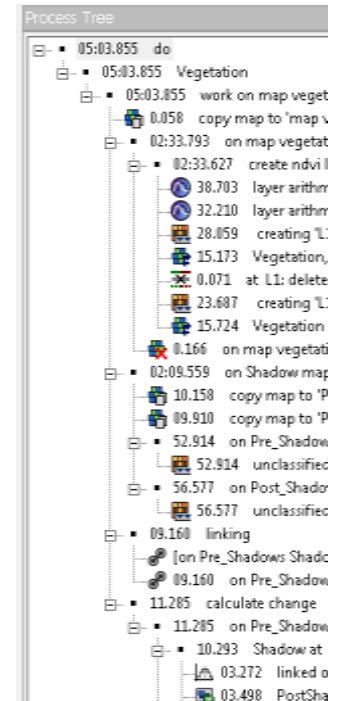 Process Tree
05:03.855 do
05:03.855 Vegetation
05:03.855 work on map veget
0.058 copy map to 'map v
02:33.793 on map vegetat
02:33.627 create ndvi l
38.703 layer arithm
32.210 layer arithm
28.059 creating 'L1
15.173 Vegetation,
0.071 at L1: delete
23.687 creating 'L1
15.724 Vegetation
0.166 on map vegetati
02:09.559 on Shadow map
10.158 copy map to 'P
09.910 copy map to 'P
52.914 on Pre_Shadow
52.914 unclassified
56.577 on Post_Shadov
56.577 unclassified
09.160 linking
[on Pre_Shadows Shado
09.160 on Pre_Shadow
11.285 calculate change
11.285 on Pre_Shadow
10.293 Shadow at
03.272 linked o
03.498 PostSha